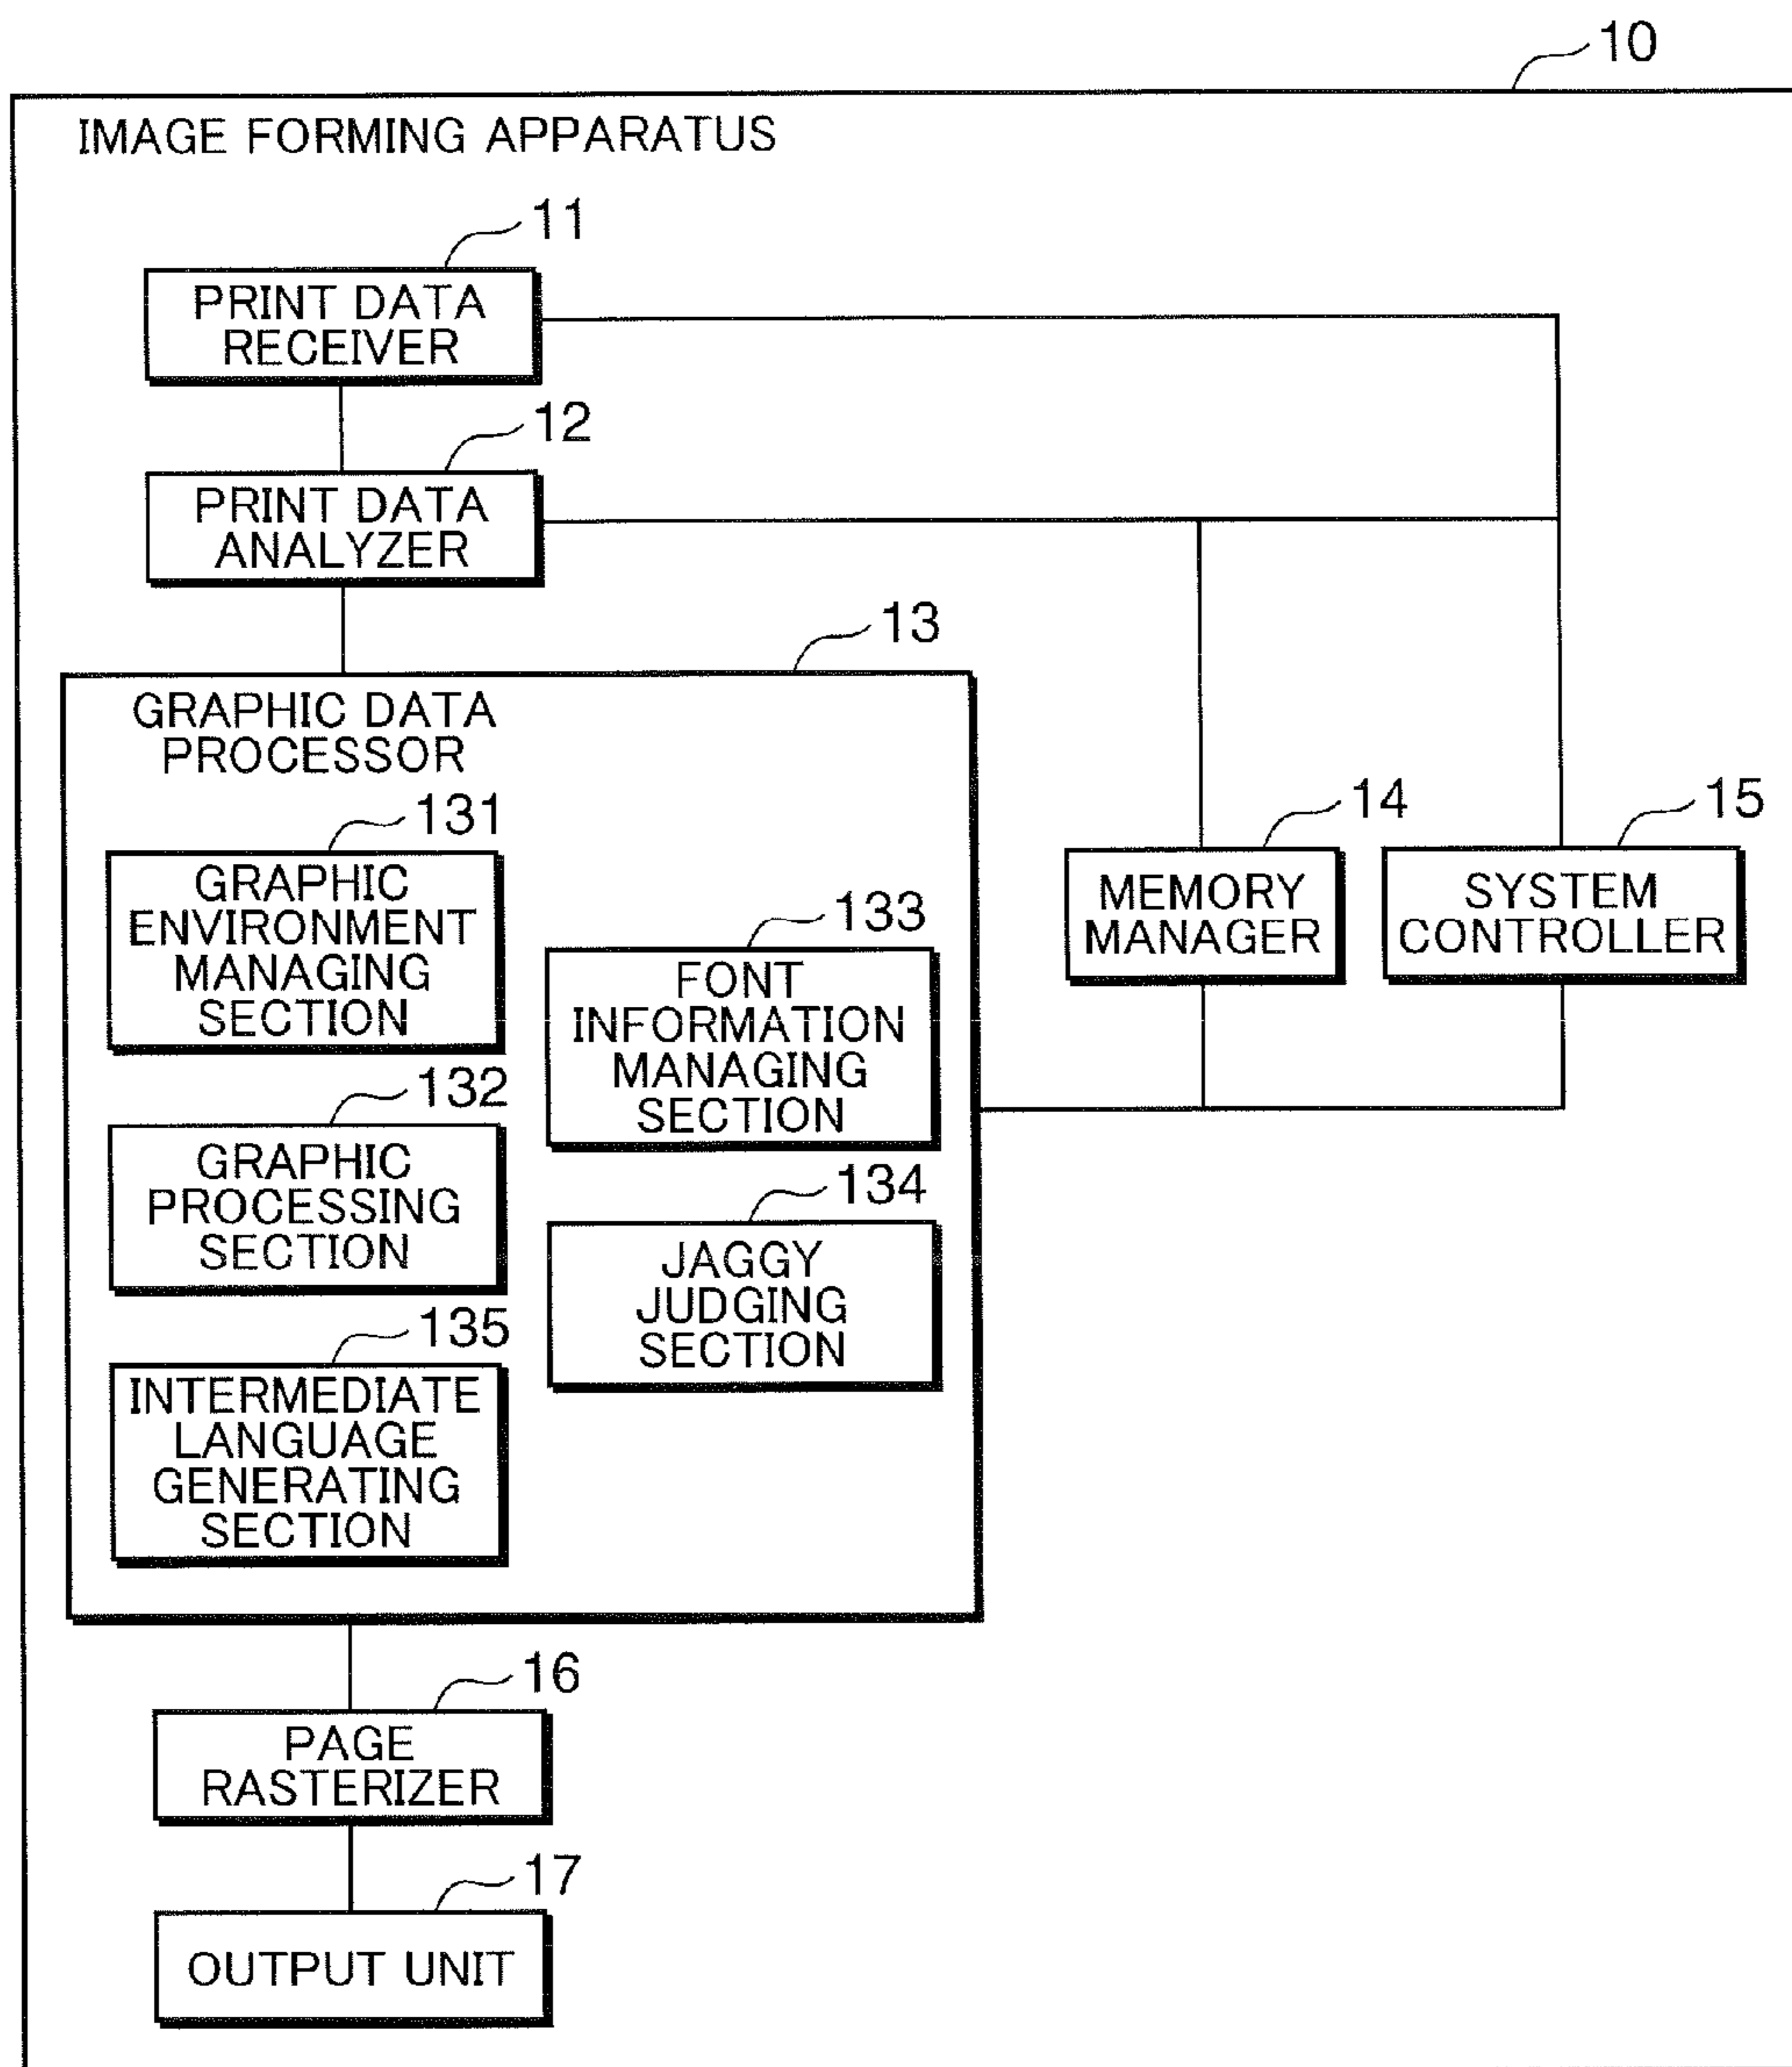 10
IMAGE FORMING APPARATUS
11
PRINT DATA
RECEIVER
12
PRINT DATA
ANALYZER
13
GRAPHIC DATA
PROCESSOR
131
GRAPHIC
ENVIRONMENT
MANAGING
SECTION
132
GRAPHIC
PROCESSING
SECTION
135
INTERMEDIATE
LANGUAGE
GENERATING
SECTION
133
FONT
INFORMATION
MANAGING
SECTION
134
JAGGY
JUDGING
SECTION
14
MEMORY
MANAGER
15
SYSTEM
CONTROLLER
16
PAGE
RASTERIZER
17
OUTPUT UNIT